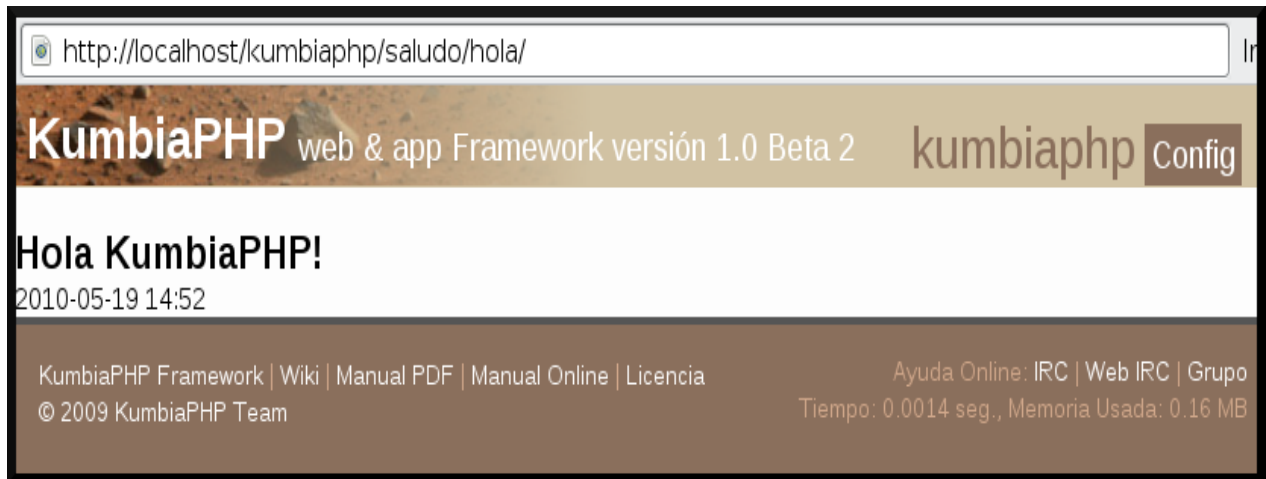 http://localhost/kumbiaphp/saludo/hola/
KumbiaPHP web & app Framework versión 1.0 Beta 2 kumbiaphp Config
Hola KumbiaPHP!
2010-05-19 14:52
KumbiaPHP Framework | Wiki | Manual PDF | Manual Online | Licencia
© 2009 KumbiaPHP Team
Ayuda Online: IRC | Web IRC | Grupo
Tiempo: 0.0014 seg., Memoria Usada: 0.16 MB